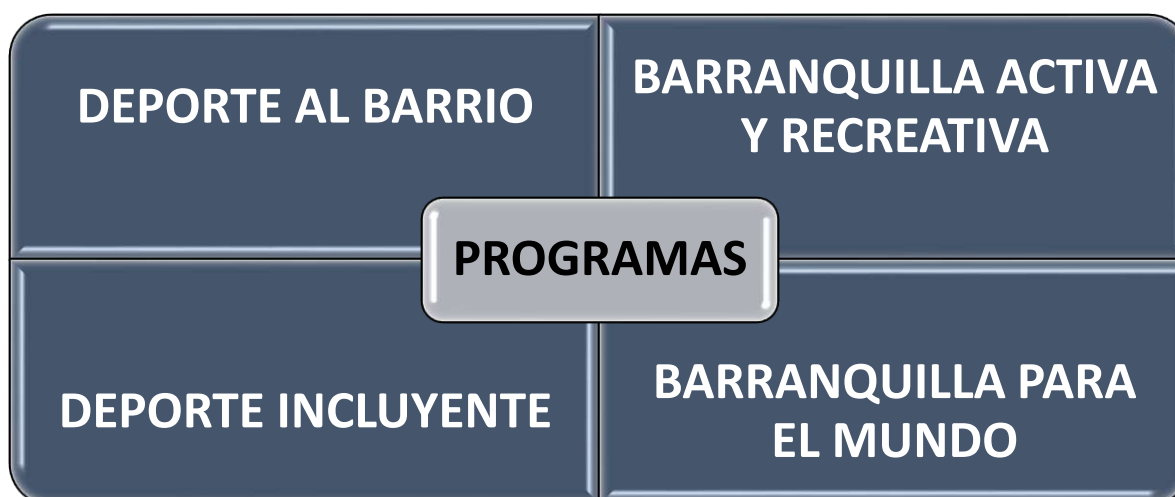 DEPORTE AL BARRIO
BARRANQUILLA ACTIVA
Y RECREATIVA
PROGRAMAS
DEPORTE INCLUYENTE
BARRANQUILLA PARA
EL MUNDO